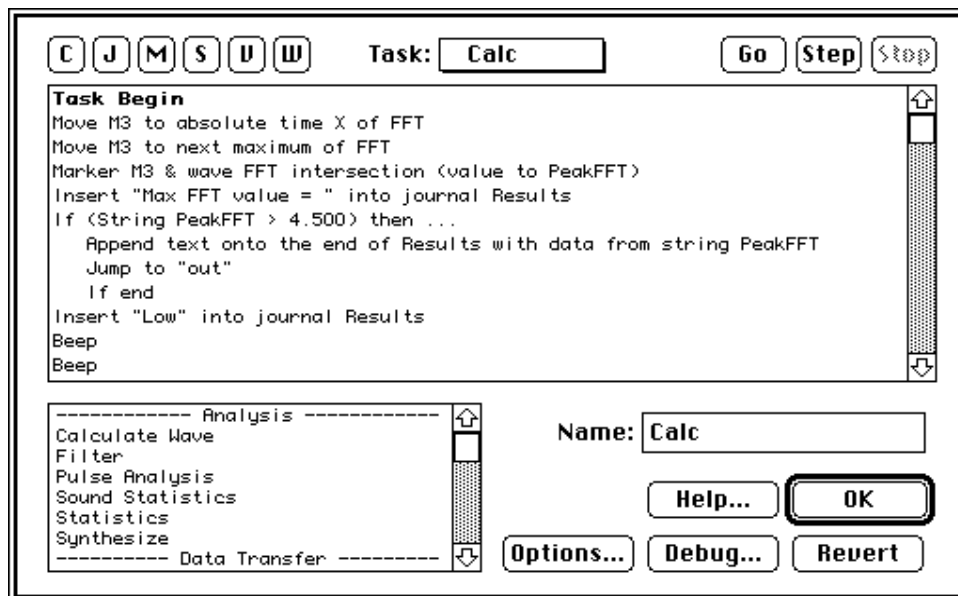 C J M S V W Task: Calc Go Step Stop
Task Begin
Move M3 to absolute time X of FFT
Move M3 to next maximum of FFT
Marker M3 & wave FFT intersection (value to PeakFFT)
Insert "Max FFT value = " into journal Results
If (String PeakFFT > 4.500) then ...
Append text onto the end of Results with data from string PeakFFT
Jump to "out"
If end
Insert "Low" into journal Results
Beep
Beep
------------ Analysis ------------
Calculate Wave
Filter
Pulse Analysis
Sound Statistics
Statistics
Synthesize
---------- Data Transfer ---------
Name: Calc
Help... OK
Options... Debug... Revert